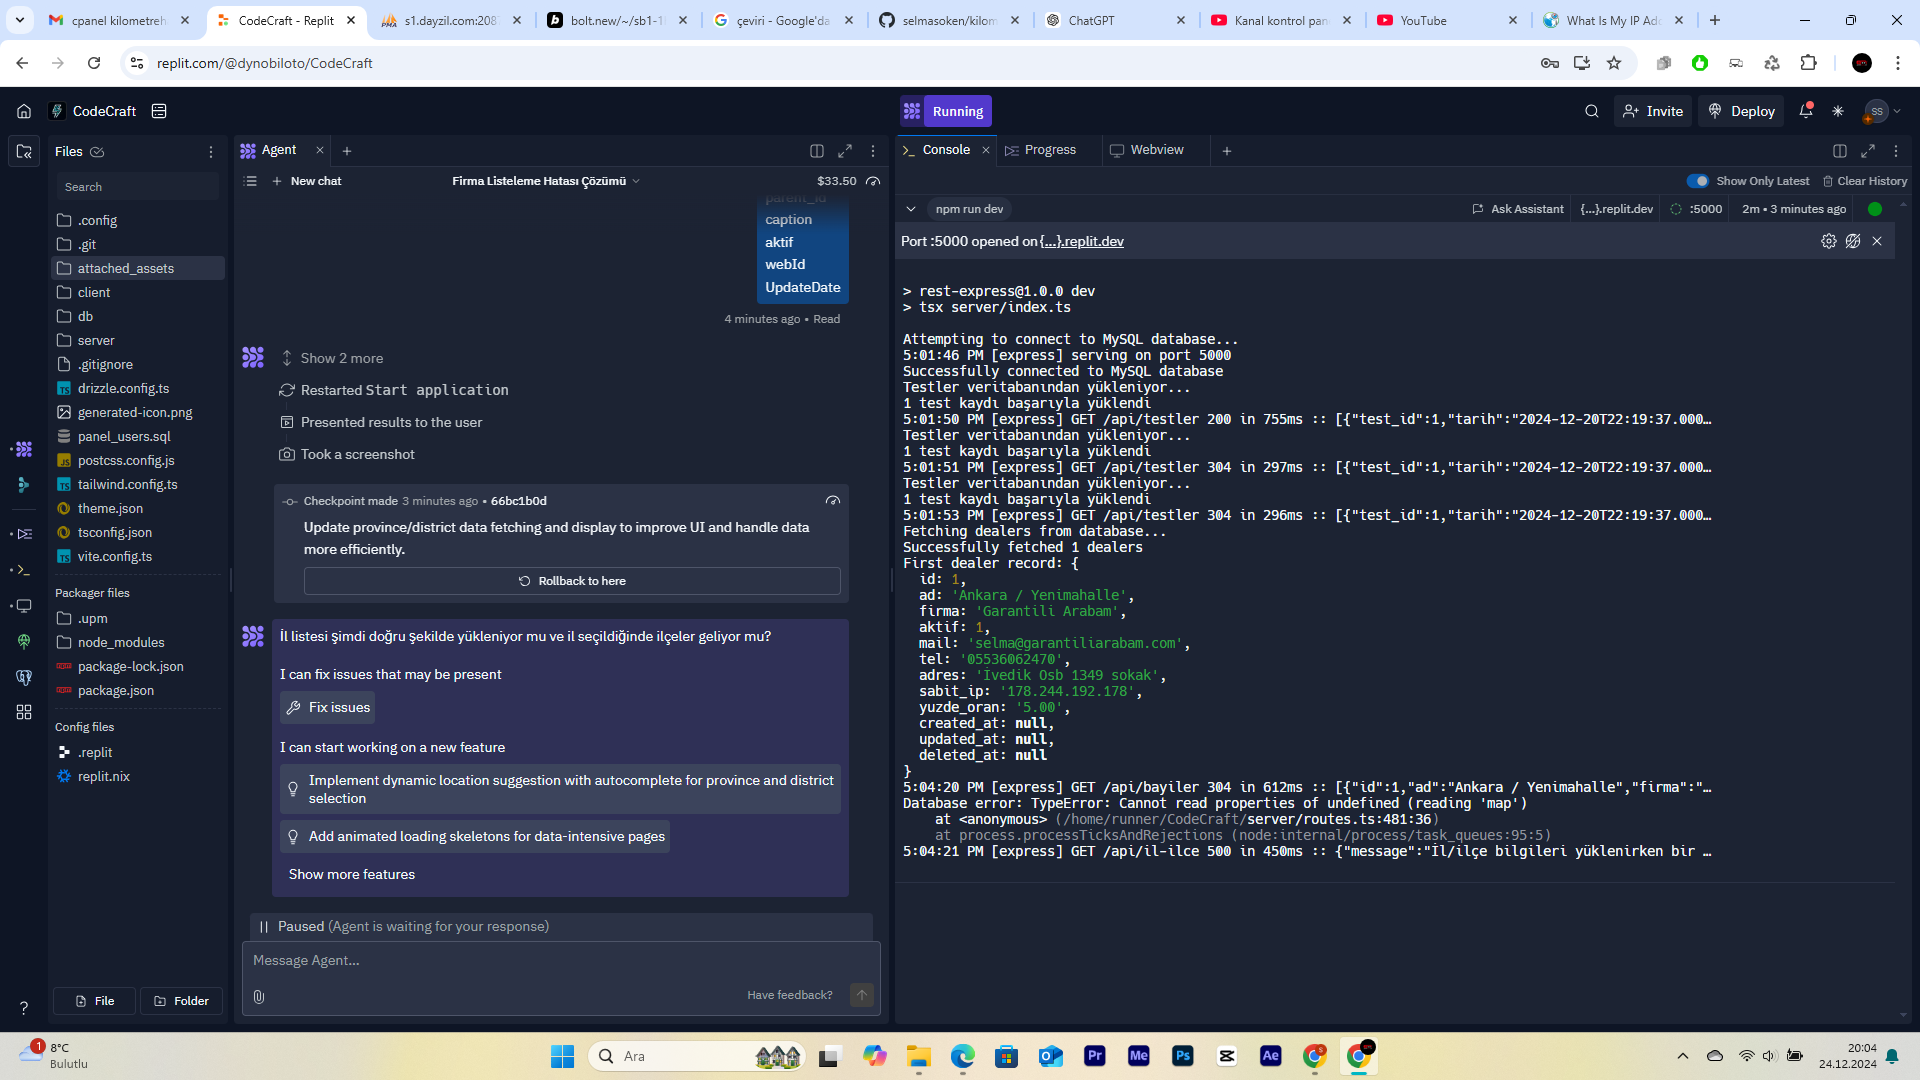 cpanel kilometreh
CodeCraft - Replit
s1.dayzil.com:208
bolt.new/~/sb1-1
çeviri - Google'da
selmasoken/kilom
ChatGPT
Kanal kontrol pan
YouTube
What Is My IP Add
replit.com/@dynobiloto/CodeCraft
CodeCraft
Running
Invite
Deploy
SS
Files
Search
.config
.git
attached_assets
client
db
server
.gitignore
drizzle.config.ts
generated-icon.png
panel_users.sql
postcss.config.js
tailwind.config.ts
theme.json
tsconfig.json
vite.config.ts
Packager files
.upm
node_modules
package-lock.json
package.json
Config files
.replit
replit.nix
File
Folder
Agent
New chat
Firma Listeleme Hatası Çözümü
$33.50
parent_id
caption
aktif
webId
UpdateDate
4 minutes ago • Read
Show 2 more
Restarted Start application
Presented results to the user
Took a screenshot
Checkpoint made 3 minutes ago • 66bc1b0d
Update province/district data fetching and display to improve UI and handle data
more efficiently.
Rollback to here
İl listesi şimdi doğru şekilde yükleniyor mu ve il seçildiğinde ilçeler geliyor mu?
I can fix issues that may be present
Fix issues
I can start working on a new feature
Implement dynamic location suggestion with autocomplete for province and district
selection
Add animated loading skeletons for data-intensive pages
Show more features
Paused (Agent is waiting for your response)
Message Agent...
Have feedback?
Console
Progress
Webview
Show Only Latest
Clear History
npm run dev
Ask Assistant
{...}.replit.dev
:5000
2m • 3 minutes ago
Port :5000 opened on {...}.replit.dev
> rest-express@1.0.0 dev
> tsx server/index.ts
Attempting to connect to MySQL database...
5:01:46 PM [express] serving on port 5000
Successfully connected to MySQL database
Testler veritabanından yükleniyor...
1 test kaydı başarıyla yüklendi
5:01:50 PM [express] GET /api/testler 200 in 755ms :: [{"test_id":1,"tarih":"2024-12-20T22:19:37.000…
Testler veritabanından yükleniyor...
1 test kaydı başarıyla yüklendi
5:01:51 PM [express] GET /api/testler 304 in 297ms :: [{"test_id":1,"tarih":"2024-12-20T22:19:37.000…
Testler veritabanından yükleniyor...
1 test kaydı başarıyla yüklendi
5:01:53 PM [express] GET /api/testler 304 in 296ms :: [{"test_id":1,"tarih":"2024-12-20T22:19:37.000…
Fetching dealers from database...
Successfully fetched 1 dealers
First dealer record: {
id: 1,
ad: 'Ankara / Yenimahalle',
firma: 'Garantili Arabam',
aktif: 1,
mail: 'selma@garantiliarabam.com',
tel: '05536062470',
adres: 'İvedik Osb 1349 sokak',
sabit_ip: '178.244.192.178',
yuzde_oran: '5.00',
created_at: null,
updated_at: null,
deleted_at: null
}
5:04:20 PM [express] GET /api/bayiler 304 in 612ms :: [{"id":1,"ad":"Ankara / Yenimahalle","firma":"…
Database error: TypeError: Cannot read properties of undefined (reading 'map')
at <anonymous> (/home/runner/CodeCraft/server/routes.ts:481:36)
at process.processTicksAndRejections (node:internal/process/task_queues:95:5)
5:04:21 PM [express] GET /api/il-ilce 500 in 450ms :: {"message":"İl/ilçe bilgileri yüklenirken bir …
1
8°C
Bulutlu
Ara
Pr
Me
Ps
Ae
20:04
24.12.2024